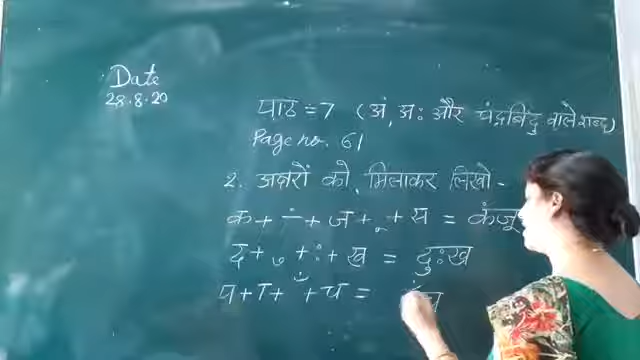 Date
28.8.20
पाठ = 7 (अं, अः और चंद्रबिंदु वाले शब्द)
Page no. 61
2. अक्षरों को मिलाकर लिखो -
क + ं + ज + ू + स = कंजू
द + ु + ः + ख = दुःख
प + ा + ँ + च =